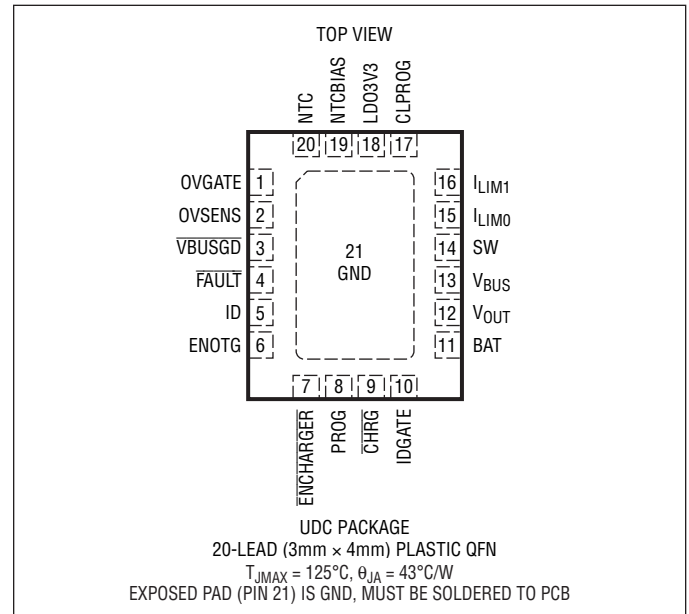 TOP VIEW
NTC
NTCBIAS
LDO3V3
CLPROG
20 19 18 17
OVGATE 1
OVSENS 2
VBUSGD 3
FAULT 4
ID 5
ENOTG 6
21
GND
16 ILIM1
15 ILIM0
14 SW
13 VBUS
12 VOUT
11 BAT
7 8 9 10
ENCHARGER
PROG
CHRG
IDGATE
UDC PACKAGE
20-LEAD (3mm × 4mm) PLASTIC QFN
TJMAX = 125°C, θJA = 43°C/W
EXPOSED PAD (PIN 21) IS GND, MUST BE SOLDERED TO PCB